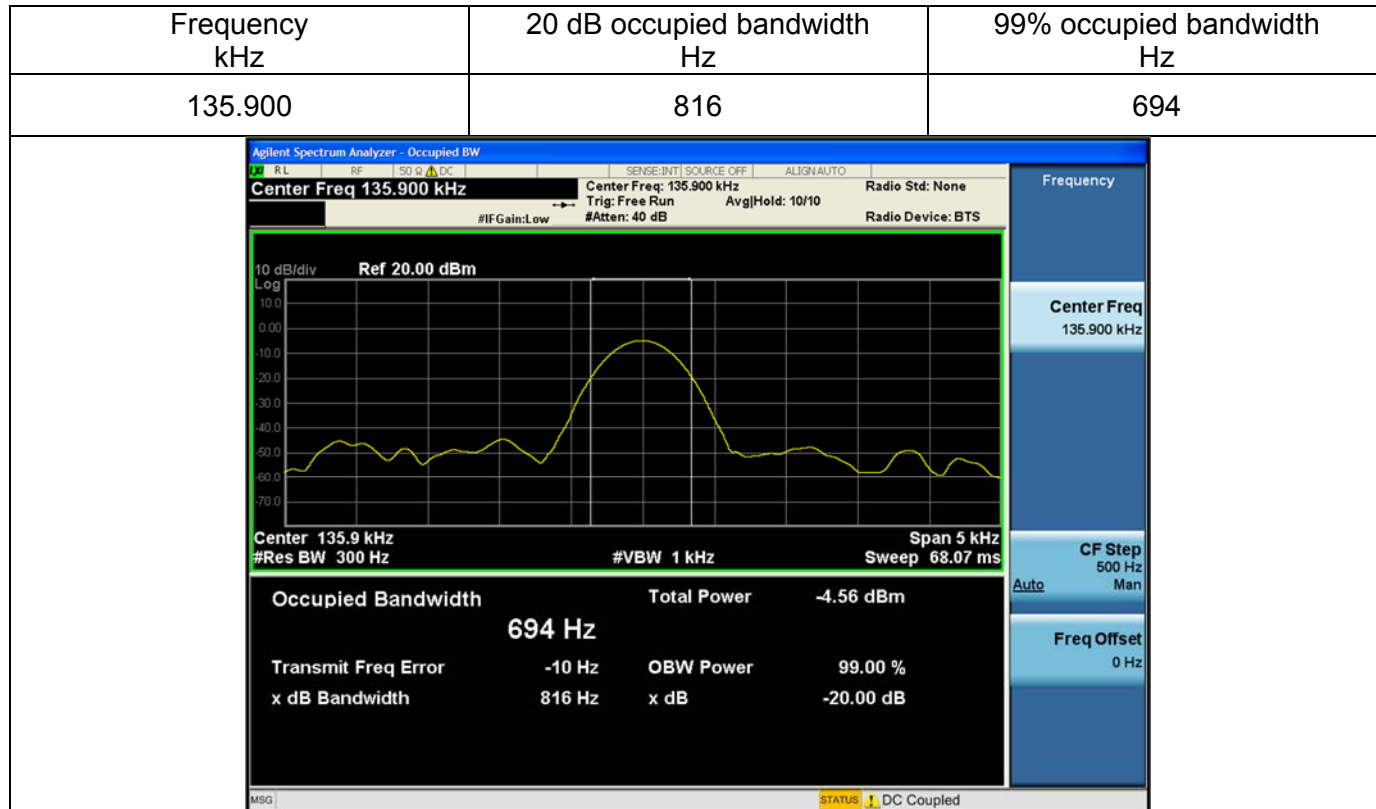 Frequency kHz
20 dB occupied bandwidth Hz
99% occupied bandwidth Hz
135.900
816
694
Agilent Spectrum Analyzer - Occupied BW
LXI RL RF 50 Ω DC SENSE:INT SOURCE OFF ALIGN AUTO
Center Freq 135.900 kHz
Center Freq: 135.900 kHz
Radio Std: None
Trig: Free Run
Avg|Hold: 10/10
#IFGain:Low
#Atten: 40 dB
Radio Device: BTS
10 dB/div
Ref 20.00 dBm
Log
10.0
0.00
-10.0
-20.0
-30.0
-40.0
-50.0
-60.0
-70.0
Center 135.9 kHz
Span 5 kHz
#Res BW 300 Hz
#VBW 1 kHz
Sweep 68.07 ms
Occupied Bandwidth
Total Power -4.56 dBm
694 Hz
Transmit Freq Error -10 Hz
OBW Power 99.00 %
x dB Bandwidth 816 Hz
x dB -20.00 dB
Frequency
Center Freq
135.900 kHz
CF Step
500 Hz
Auto Man
Freq Offset
0 Hz
MSG
STATUS ! DC Coupled